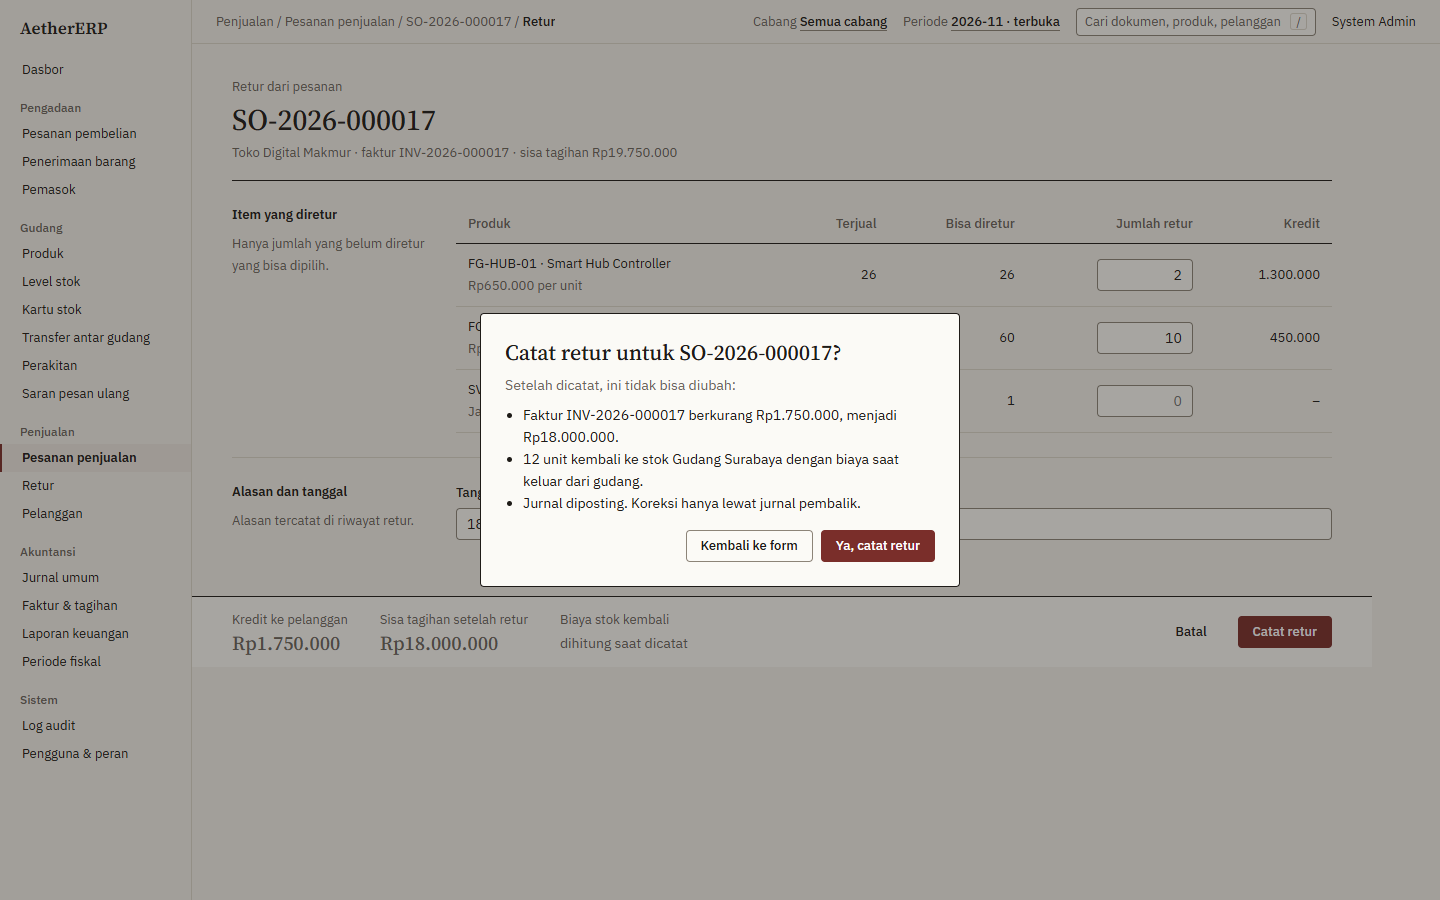 AetherERP
Dasbor
Pengadaan
Pesanan pembelian
Penerimaan barang
Pemasok
Gudang
Produk
Level stok
Kartu stok
Transfer antar gudang
Perakitan
Saran pesan ulang
Penjualan
Pesanan penjualan
Retur
Pelanggan
Akuntansi
Jurnal umum
Faktur & tagihan
Laporan keuangan
Periode fiskal
Sistem
Log audit
Pengguna & peran
Penjualan / Pesanan penjualan / SO-2026-000017 / Retur
Cabang Semua cabang
Periode 2026-11 · terbuka
Cari dokumen, produk, pelanggan /
System Admin
Retur dari pesanan
SO-2026-000017
Toko Digital Makmur · faktur INV-2026-000017 · sisa tagihan Rp19.750.000
Item yang diretur
Hanya jumlah yang belum diretur
yang bisa dipilih.
Produk Terjual Bisa diretur Jumlah retur Kredit
FG-HUB-01 · Smart Hub Controller
Rp650.000 per unit
26 26 2 1.300.000
60 10 450.000
1 0 –
Catat retur untuk SO-2026-000017?
Setelah dicatat, ini tidak bisa diubah:
• Faktur INV-2026-000017 berkurang Rp1.750.000, menjadi
Rp18.000.000.
• 12 unit kembali ke stok Gudang Surabaya dengan biaya saat
keluar dari gudang.
• Jurnal diposting. Koreksi hanya lewat jurnal pembalik.
Kembali ke form
Ya, catat retur
Alasan dan tanggal
Alasan tercatat di riwayat retur.
Kredit ke pelanggan
Rp1.750.000
Sisa tagihan setelah retur
Rp18.000.000
Biaya stok kembali
dihitung saat dicatat
Batal
Catat retur